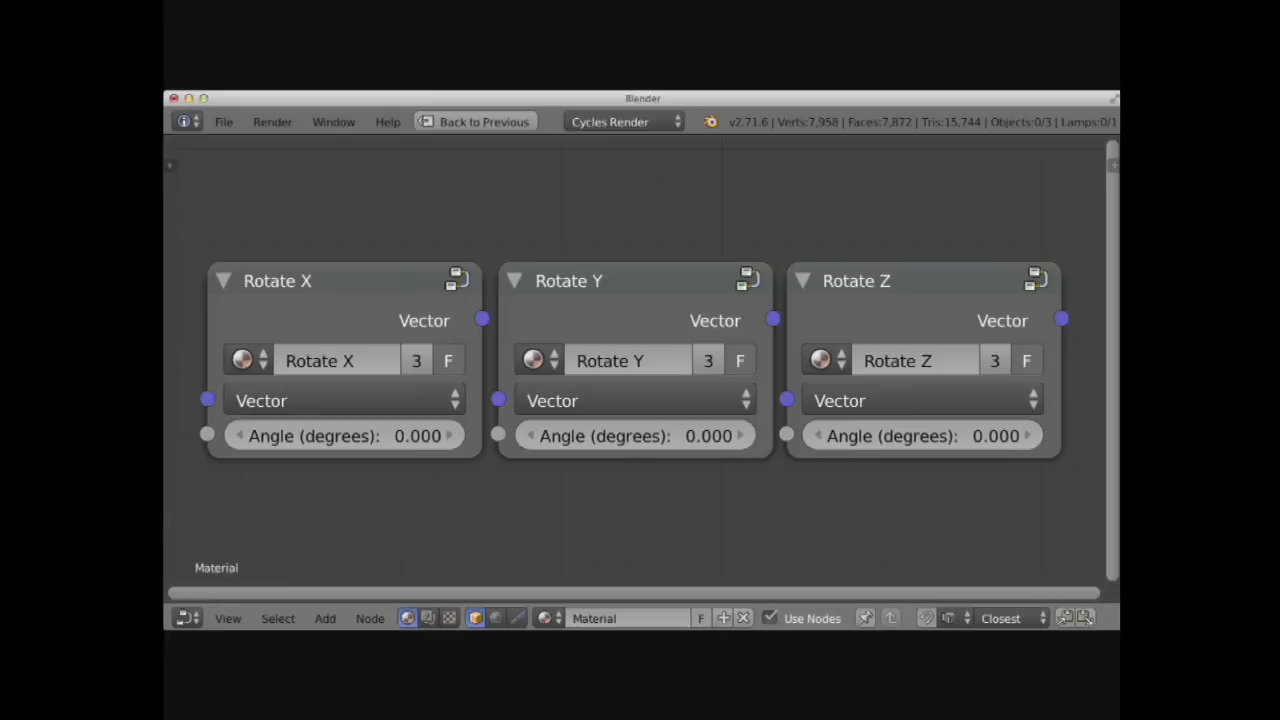 Blender
File Render Window Help Back to Previous Cycles Render v2.71.6 | Verts:7,958 | Faces:7,872 | Tris:15,744 | Objects:0/3 | Lamps:0/1
Rotate X Rotate Y Rotate Z
Vector Vector Vector
Rotate X 3 F Rotate Y 3 F Rotate Z 3 F
Vector Vector Vector
Angle (degrees): 0.000 Angle (degrees): 0.000 Angle (degrees): 0.000
Material
View Select Add Node Material F Use Nodes Closest